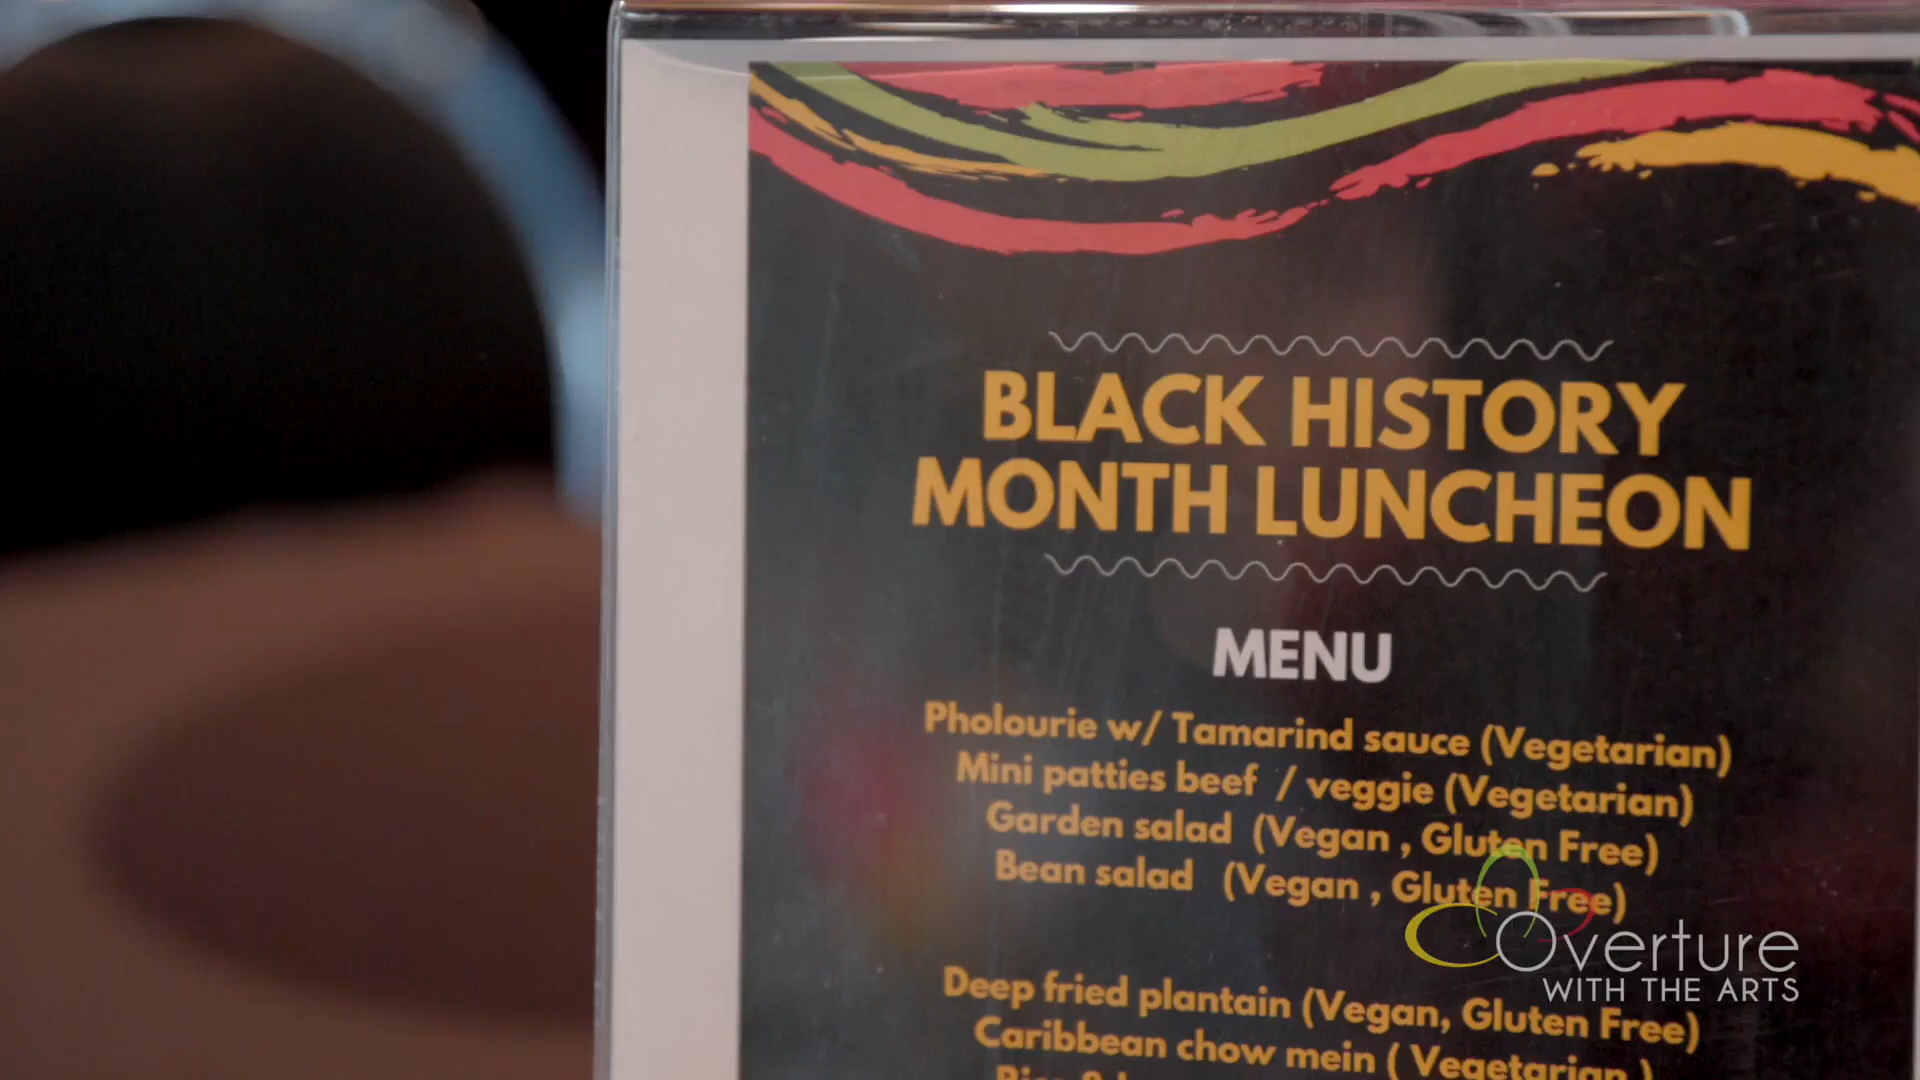 BLACK HISTORY
MONTH LUNCHEON
MENU
Pholourie w/ Tamarind sauce (Vegetarian)
Mini patties beef / veggie (Vegetarian)
Garden salad (Vegan , Gluten Free)
Bean salad (Vegan , Gluten Free)
Deep fried plantain (Vegan, Gluten Free)
Caribbean chow mein ( Vegetarian )
Overture
WITH THE ARTS